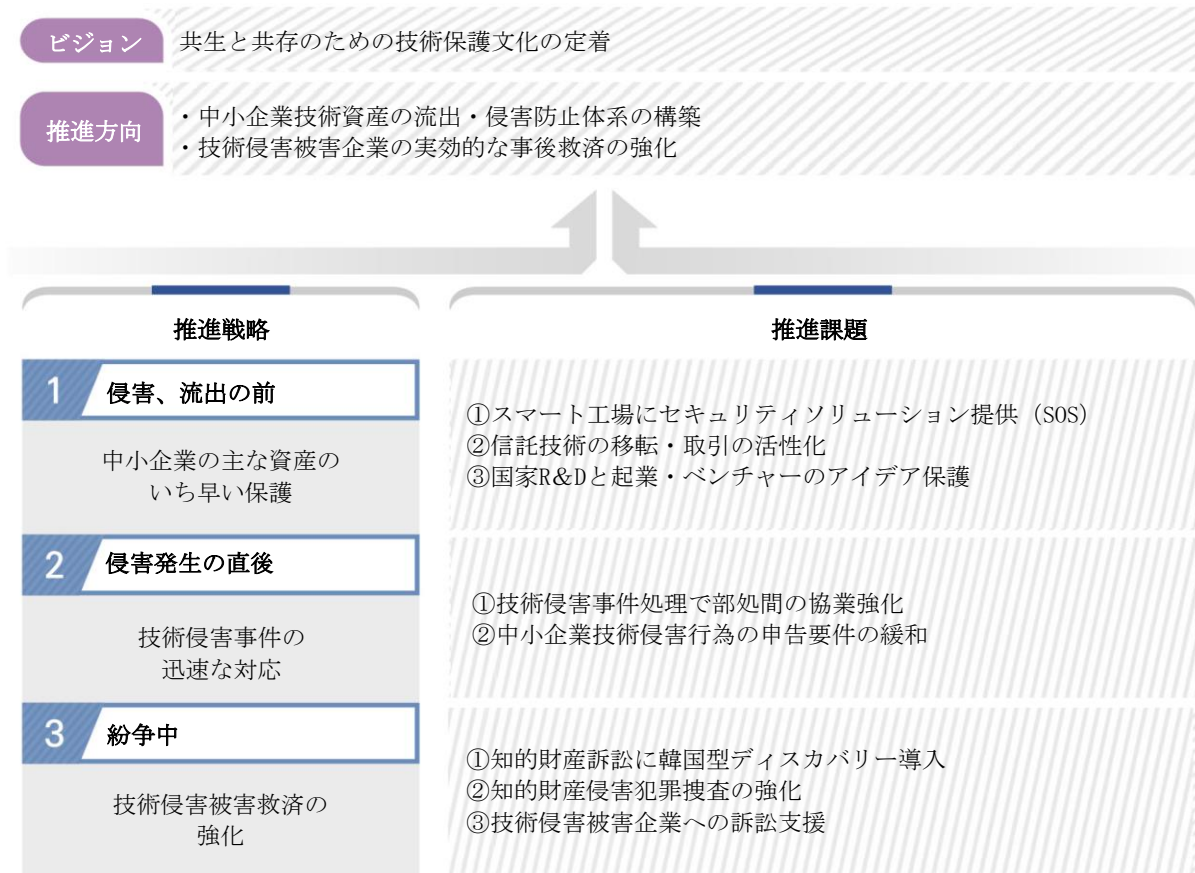 ビジョン
共生と共存のための技術保護文化の定着
推進方向
・中小企業技術資産の流出・侵害防止体系の構築
・技術侵害被害企業の実効的な事後救済の強化
推進戦略
推進課題
1 侵害、流出の前
中小企業の主な資産の
いち早い保護
①スマート工場にセキュリティソリューション提供（SOS）
②信託技術の移転・取引の活性化
③国家R&Dと起業・ベンチャーのアイデア保護
2 侵害発生の直後
技術侵害事件の
迅速な対応
①技術侵害事件処理で部処間の協業強化
②中小企業技術侵害行為の申告要件の緩和
3 紛争中
技術侵害被害救済の
強化
①知的財産訴訟に韓国型ディスカバリー導入
②知的財産侵害犯罪捜査の強化
③技術侵害被害企業への訴訟支援